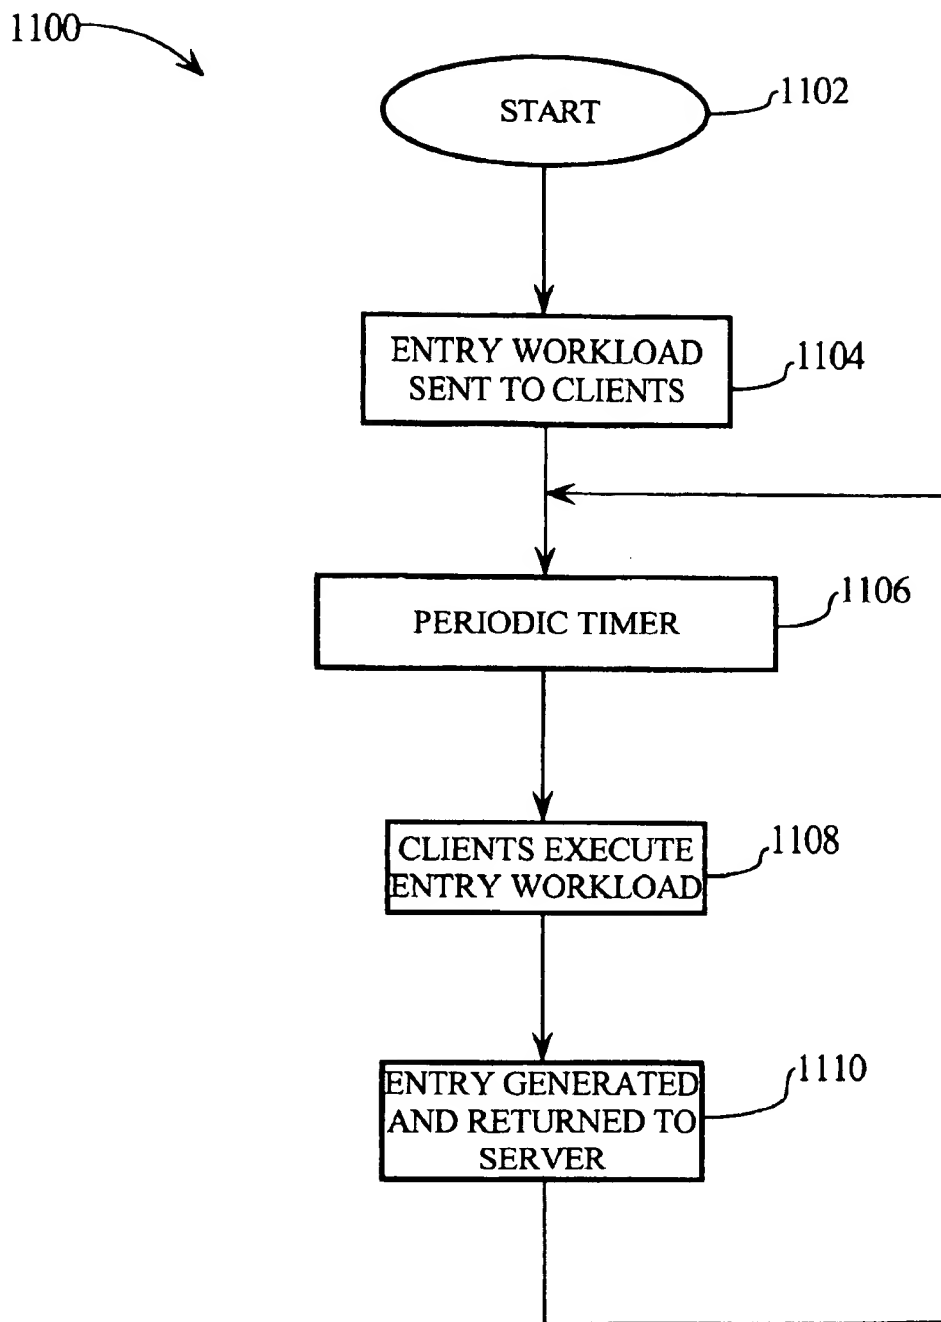 1100
START
1102
ENTRY WORKLOAD
SENT TO CLIENTS
1104
PERIODIC TIMER
1106
CLIENTS EXECUTE
ENTRY WORKLOAD
1108
ENTRY GENERATED
AND RETURNED TO
SERVER
1110